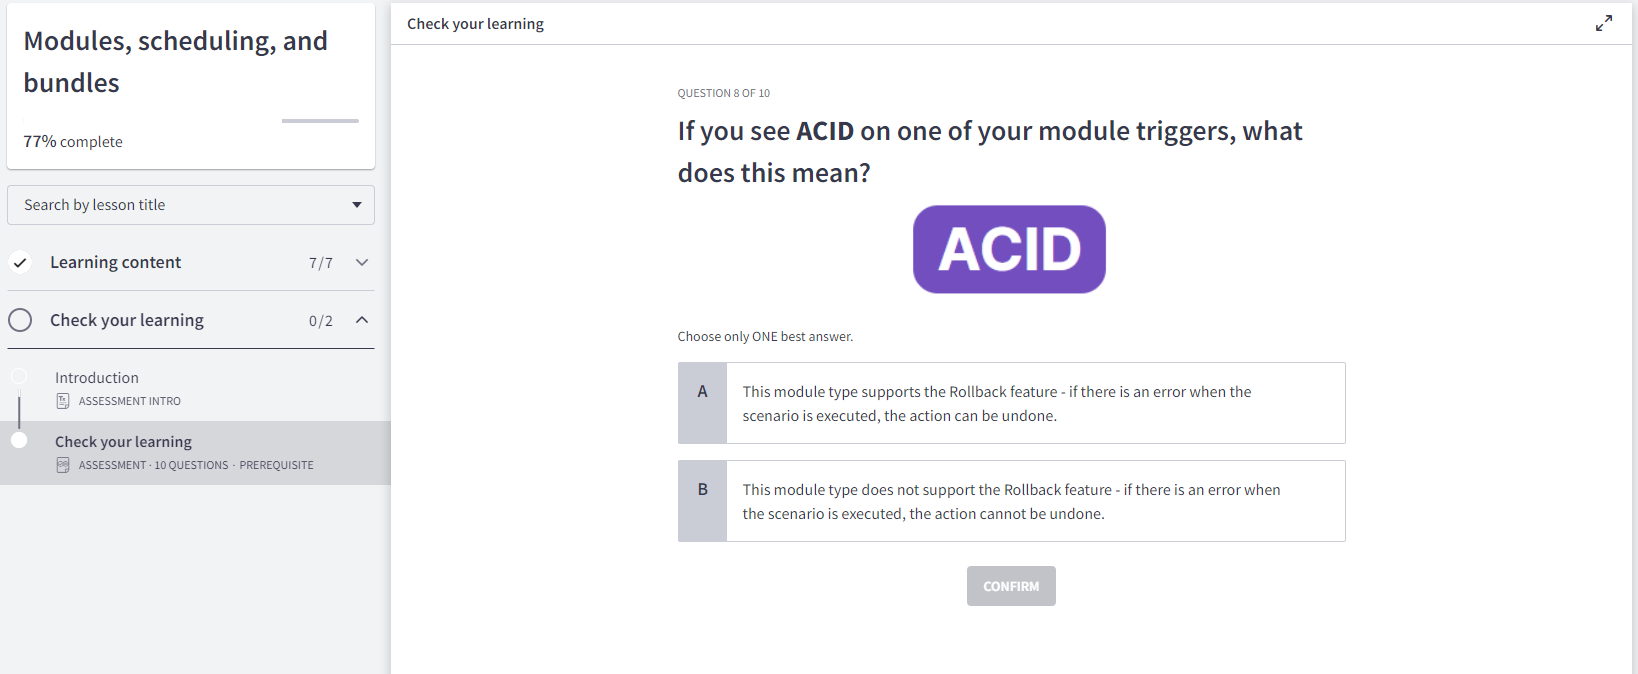 Modules, scheduling, and
bundles
77% complete
Search by lesson title
Learning content 7/7
Check your learning 0/2
Introduction
ASSESSMENT INTRO
Check your learning
ASSESSMENT · 10 QUESTIONS · PREREQUISITE
Check your learning
QUESTION 8 OF 10
If you see ACID on one of your module triggers, what
does this mean?
ACID
Choose only ONE best answer.
A This module type supports the Rollback feature - if there is an error when the
scenario is executed, the action can be undone.
B This module type does not support the Rollback feature - if there is an error when
the scenario is executed, the action cannot be undone.
CONFIRM